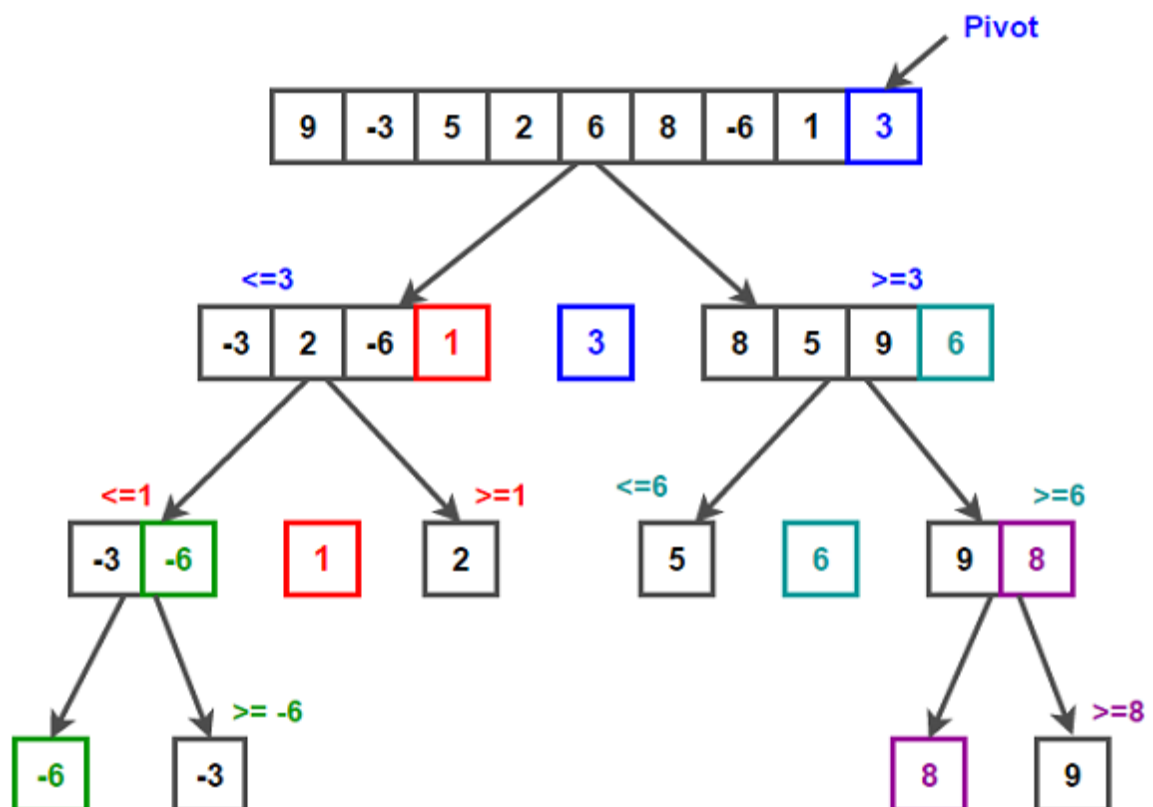 Pivot
9 -3 5 2 6 8 -6 1 3
<=3 >=3
-3 2 -6 1 3 8 5 9 6
<=1 >=1 <=6 >=6
-3 -6 1 2 5 6 9 8
>= -6 >=8
-6 -3 8 9